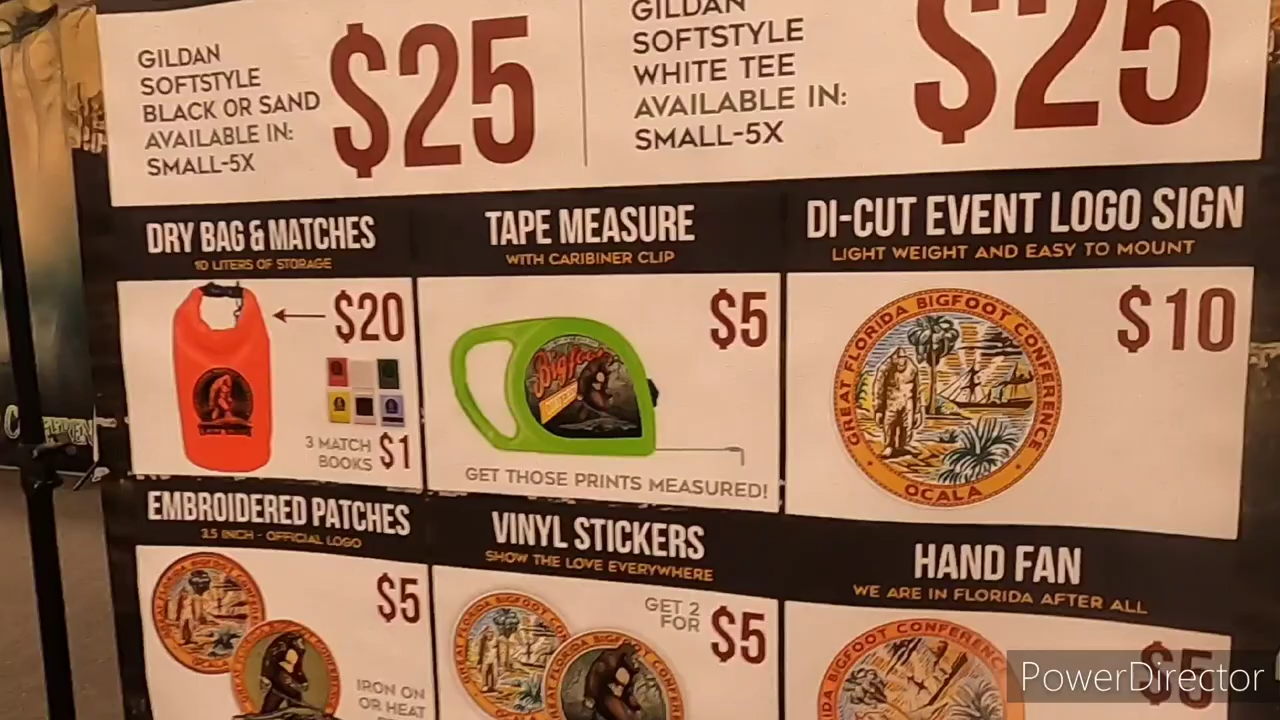 GILDAN
SOFTSTYLE
BLACK OR SAND
AVAILABLE IN:
SMALL-5X
$25
GILDAN
SOFTSTYLE
WHITE TEE
AVAILABLE IN:
SMALL-5X
$25
DRY BAG & MATCHES
10 LITERS OF STORAGE
$20
3 MATCH
BOOKS $1
TAPE MEASURE
WITH CARIBINER CLIP
$5
Bigfoot
GET THOSE PRINTS MEASURED!
DI-CUT EVENT LOGO SIGN
LIGHT WEIGHT AND EASY TO MOUNT
$10
GREAT FLORIDA BIGFOOT CONFERENCE
OCALA
EMBROIDERED PATCHES
3.5 INCH - OFFICIAL LOGO
$5
IRON ON
OR HEAT
VINYL STICKERS
SHOW THE LOVE EVERYWHERE
GET 2
FOR $5
HAND FAN
WE ARE IN FLORIDA AFTER ALL
BIGFOOT CONFERENCE
$5
PowerDirector